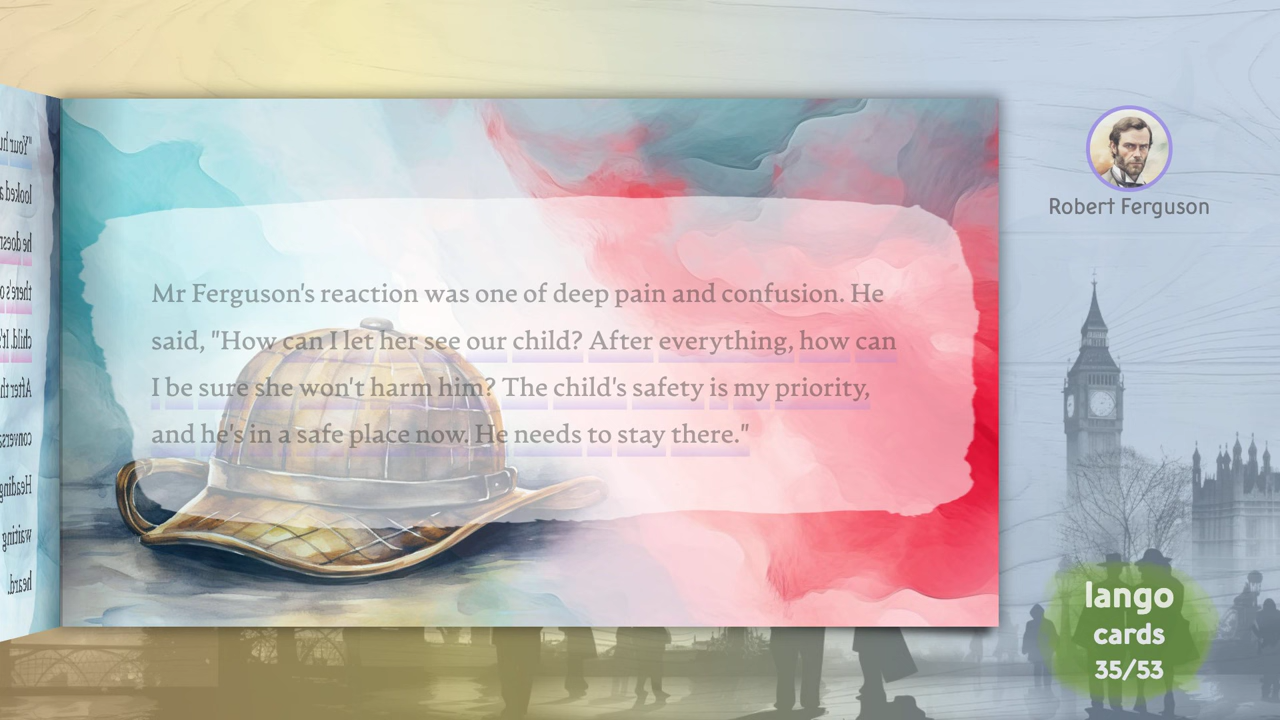 Mr Ferguson's reaction was one of deep pain and confusion. He
said, "How can I let her see our child? After everything, how can
I be sure she won't harm him? The child's safety is my priority,
and he's in a safe place now. He needs to stay there."
Robert Ferguson
lango
cards
35/53